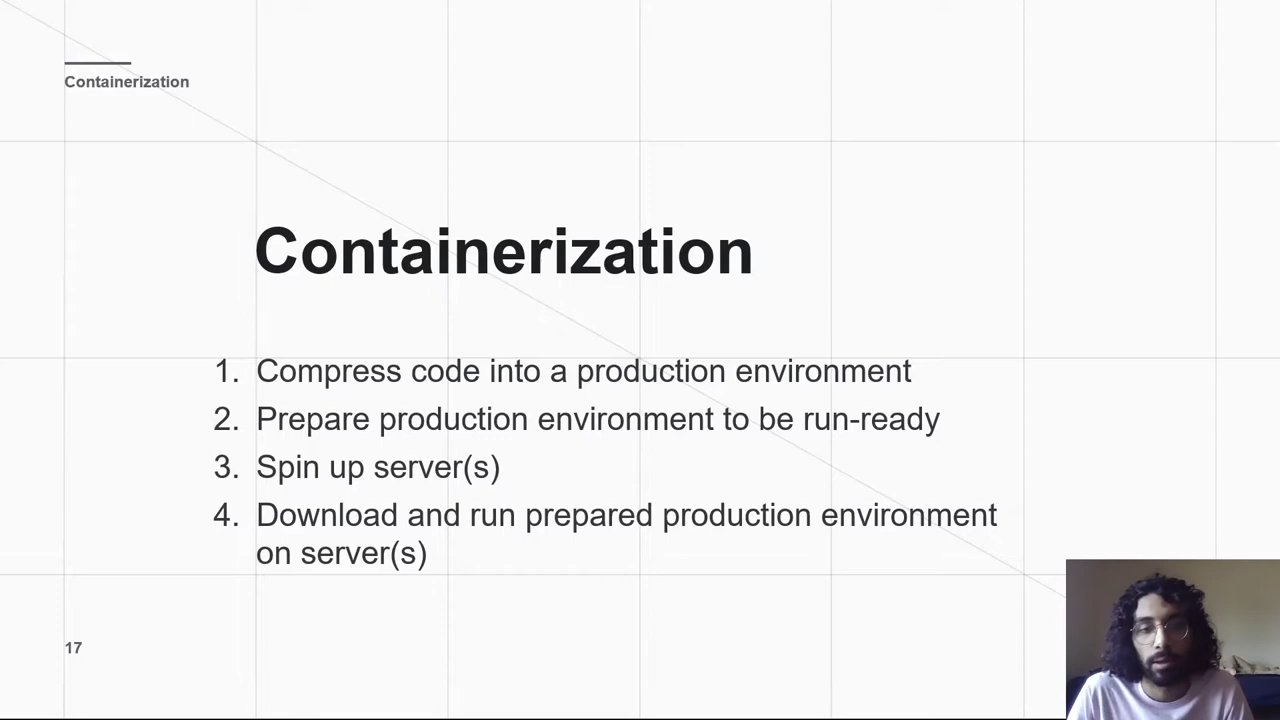 Containerization
Containerization
1. Compress code into a production environment
2. Prepare production environment to be run-ready
3. Spin up server(s)
4. Download and run prepared production environment
on server(s)
17